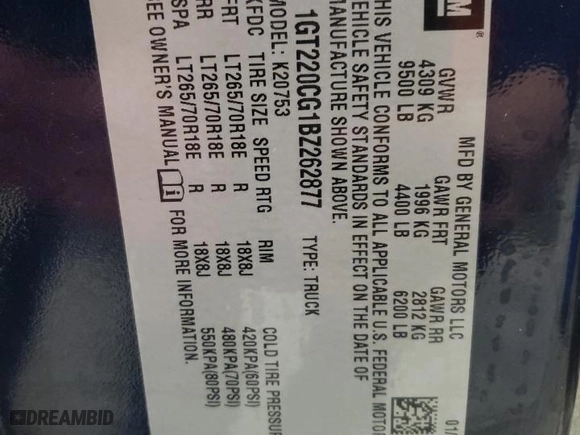 GM ®
MFD BY GENERAL MOTORS LLC 01/
GVWR GAWR FRT GAWR RR
4309 KG 1996 KG 2812 KG
9500 LB 4400 LB 6200 LB
THIS VEHICLE CONFORMS TO ALL APPLICABLE U.S. FEDERAL MOTOR
VEHICLE SAFETY STANDARDS IN EFFECT ON THE DATE OF
MANUFACTURE SHOWN ABOVE.
1GT220CG1BZ262877 TYPE: TRUCK
MODEL: K20753
XFDC TIRE SIZE SPEED RTG RIM COLD TIRE PRESSUR
FRT LT265/70R18E R 18X8J 420KPA(60PSI)
RR LT265/70R18E R 18X8J 480KPA(70PSI)
SPA LT265/70R18E R 18X8J 550KPA(80PSI)
SEE OWNER'S MANUAL FOR MORE INFORMATION.
DREAMBID